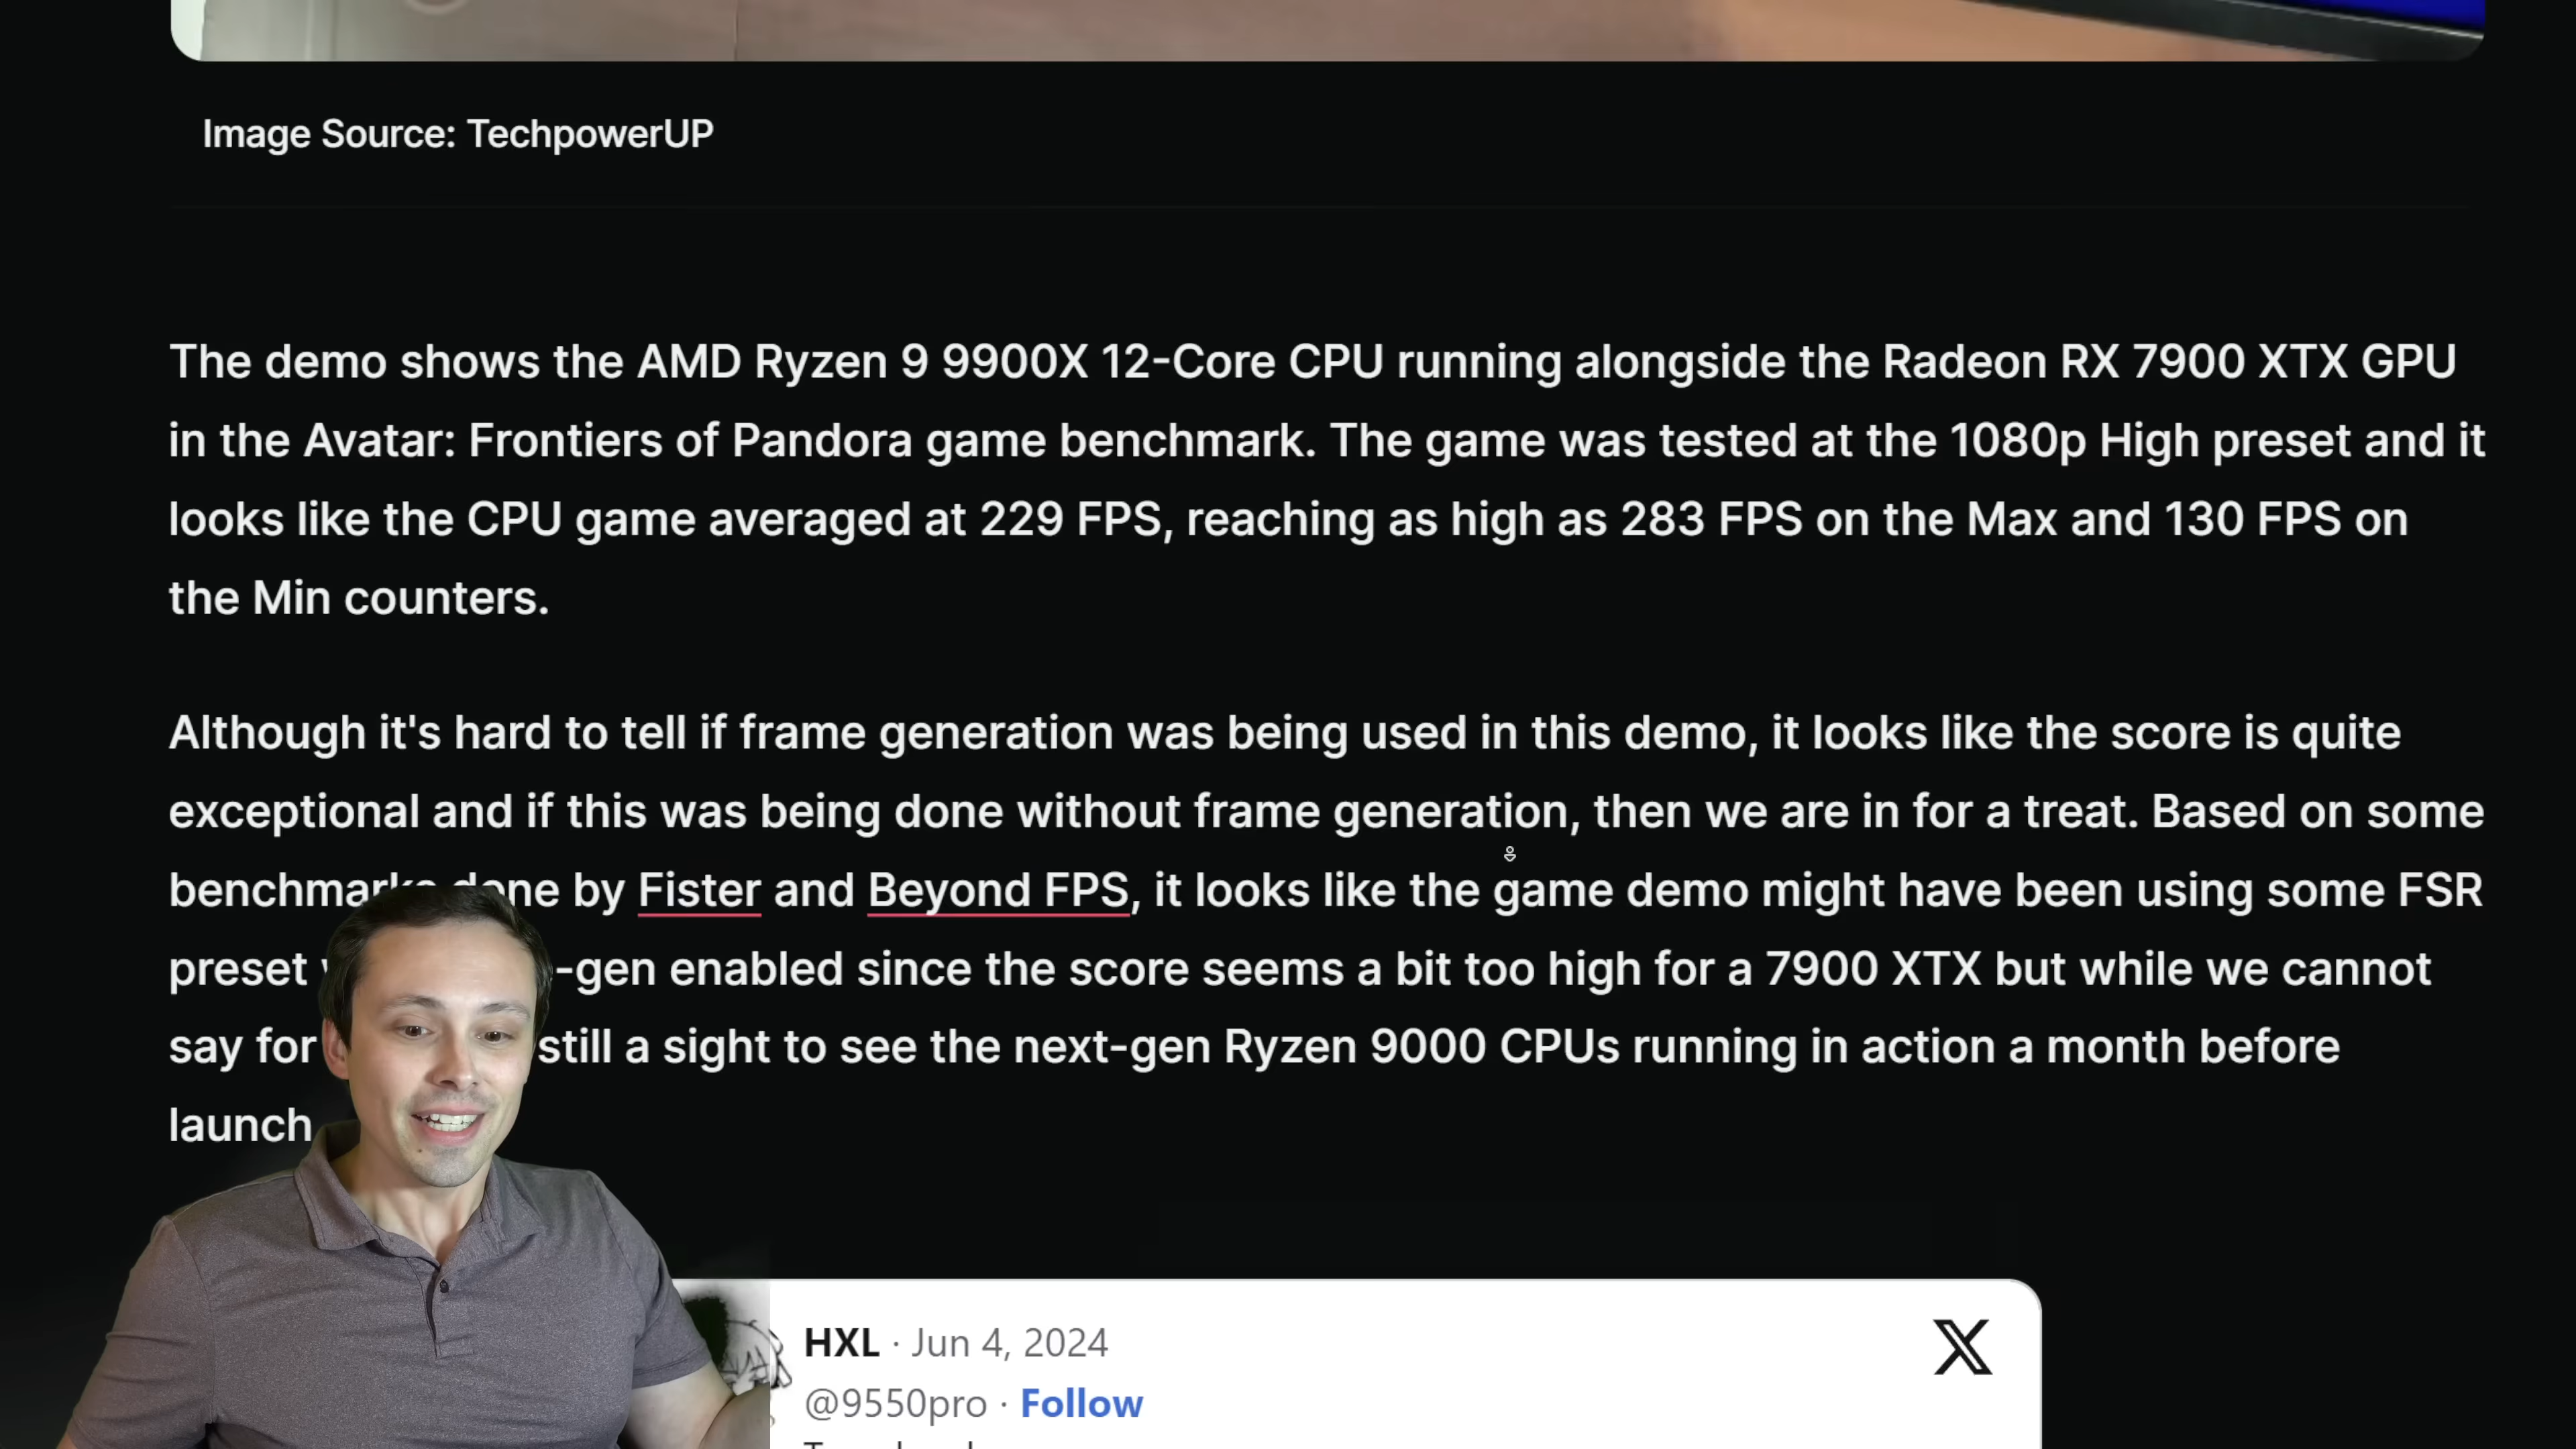 Image Source: TechpowerUP
The demo shows the AMD Ryzen 9 9900X 12-Core CPU running alongside the Radeon RX 7900 XTX GPU
in the Avatar: Frontiers of Pandora game benchmark. The game was tested at the 1080p High preset and it
looks like the CPU game averaged at 229 FPS, reaching as high as 283 FPS on the Max and 130 FPS on
the Min counters.
Although it's hard to tell if frame generation was being used in this demo, it looks like the score is quite
exceptional and if this was being done without frame generation, then we are in for a treat. Based on some
benchmarks done by Fister and Beyond FPS, it looks like the game demo might have been using some FSR
preset -gen enabled since the score seems a bit too high for a 7900 XTX but while we cannot
say for still a sight to see the next-gen Ryzen 9000 CPUs running in action a month before
launch
HXL · Jun 4, 2024
@9550pro · Follow